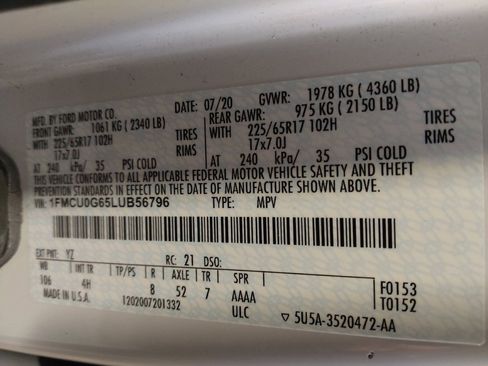 MFD. BY FORD MOTOR CO.
DATE: 07/20 GVWR: 1978 KG ( 4360 LB)
FRONT GAWR: 1061 KG ( 2340 LB) REAR GAWR: 975 KG ( 2150 LB)
WITH 225/65R17 102H TIRES WITH 225/65R17 102H TIRES
17x7.0J RIMS 17x7.0J RIMS
AT 240 kPa/ 35 PSI COLD AT 240 kPa/ 35 PSI COLD
THIS VEHICLE CONFORMS TO ALL APPLICABLE FEDERAL MOTOR VEHICLE SAFETY AND THEFT
PREVENTION STANDARDS IN EFFECT ON THE DATE OF MANUFACTURE SHOWN ABOVE.
VIN: 1FMCU0G65LUB56796 TYPE: MPV
EXT PNT: YZ RC: 21 DSO:
WB INT TR TP/PS R AXLE TR SPR
106 4H 8 52 7 AAAA F0153
MADE IN U.S.A. 1202007201332 ULC T0152
▽ 5U5A-3520472-AA